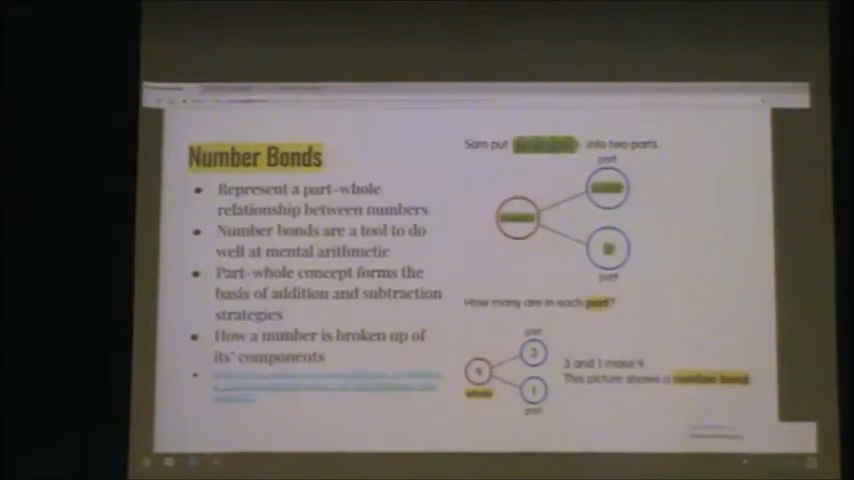 Number Bonds
Represent a part-whole
relationship between numbers
Number bonds are a tool to do
well at mental arithmetic
Part-whole concept forms the
basis of addition and subtraction
strategies
How a number is broken up of
its' components
Sam put into two parts
part
part
How many are in each part?
part
3
4
1
whole
part
3 and 1 make 4.
This picture shows a number bond